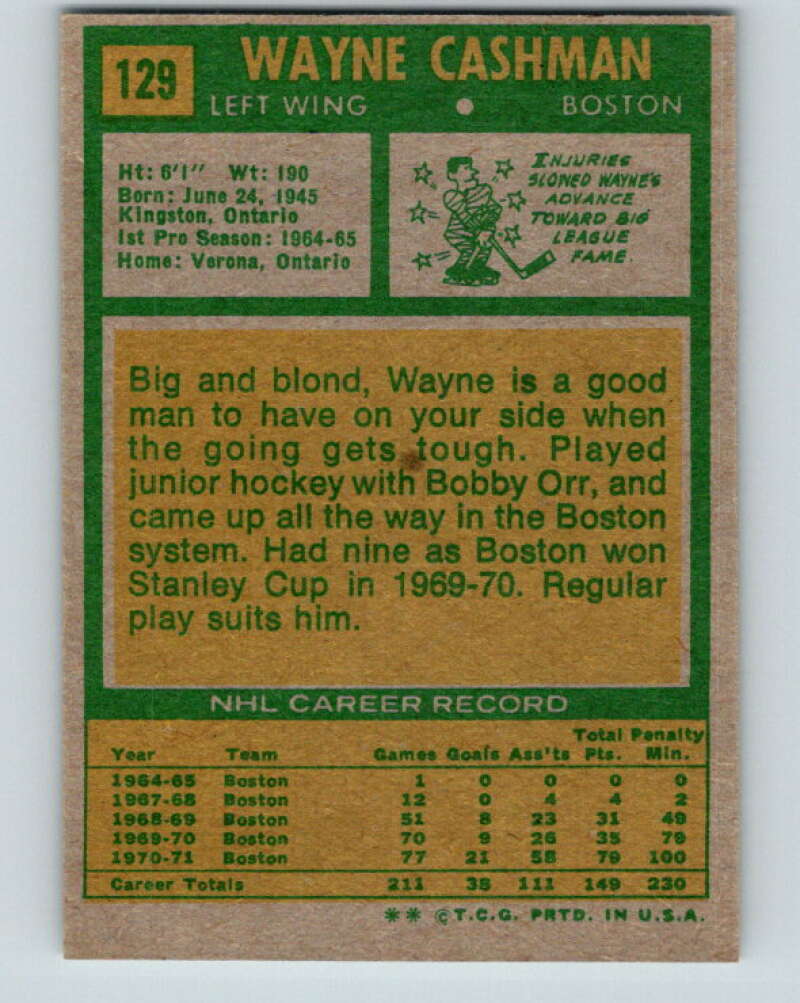 129
WAYNE CASHMAN
LEFT WING • BOSTON
Ht: 6'1" Wt: 190
Born: June 24, 1945
Kingston, Ontario
1st Pro Season: 1964-65
Home: Verona, Ontario
INJURIES
SLOWED WAYNE'S
ADVANCE
TOWARD BIG
LEAGUE
FAME.
Big and blond, Wayne is a good
man to have on your side when
the going gets tough. Played
junior hockey with Bobby Orr, and
came up all the way in the Boston
system. Had nine as Boston won
Stanley Cup in 1969-70. Regular
play suits him.
NHL CAREER RECORD
Total Penalty
Year Team Games Goals Ass'ts Pts. Min.
1964-65 Boston 1 0 0 0 0
1967-68 Boston 12 0 4 4 2
1968-69 Boston 51 8 23 31 49
1969-70 Boston 70 9 26 35 79
1970-71 Boston 77 21 58 79 100
Career Totals 211 38 111 149 230
** ©T.C.G. PRTD. IN U.S.A.